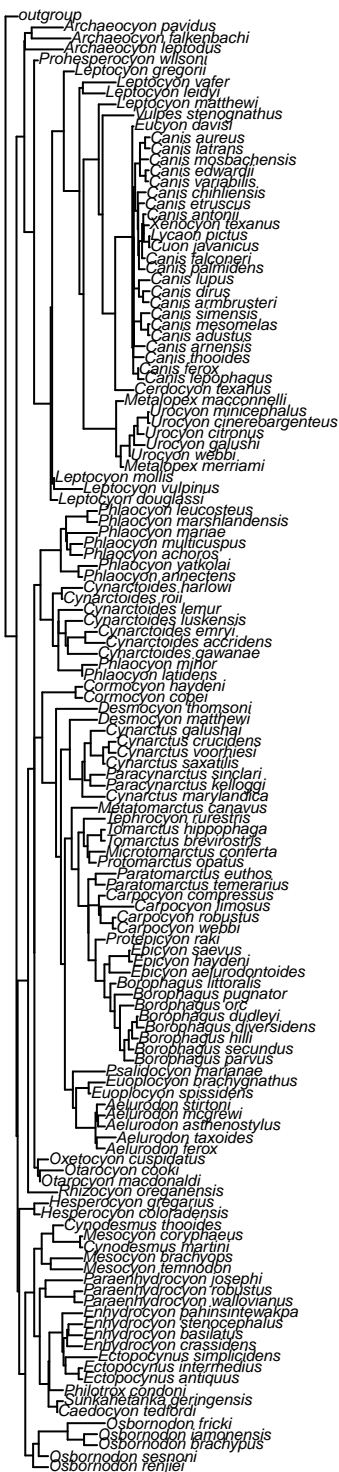 outgroup
Archaeocyon pavidus
Archaeocyon falkenbachi
Archaeocyon leptodus
Prohesperocyon wilsoni
Leptocyon gregorii
Leptocyon vafer
Leptocyon leidyi
Leptocyon matthewi
Vulpes stenognathus
Eucyon davisi
Canis aureus
Canis latrans
Canis mosbachensis
Canis edwardii
Canis variabilis
Canis chihliensis
Canis etruscus
Canis antonii
Xenocyon texanus
Lycaon pictus
Cuon javanicus
Canis falconeri
Canis palmidens
Canis lupus
Canis dirus
Canis armbrusteri
Canis simensis
Canis mesomelas
Canis adustus
Canis arnensis
Canis thooides
Canis ferox
Canis lepophagus
Cerdocyon texanus
Metalopex macconnelli
Urocyon minicephalus
Urocyon cinereoargenteus
Urocyon citronus
Urocyon galushi
Urocyon webbi
Metalopex merriami
Leptocyon mollis
Leptocyon vulpinus
Leptocyon douglassi
Phlaocyon leucosteus
Phlaocyon marshlandensis
Phlaocyon mariae
Phlaocyon multicuspus
Phlaocyon achoros
Phlaocyon yatkolai
Phlaocyon annectens
Cynarctoides harlowi
Cynarctoides roii
Cynarctoides lemur
Cynarctoides luskensis
Cynarctoides emryi
Cynarctoides accridens
Cynarctoides gawanae
Phlaocyon minor
Phlaocyon latidens
Cormocyon haydeni
Cormocyon copei
Desmocyon thomsoni
Desmocyon matthewi
Cynarctus galushai
Cynarctus crucidens
Cynarctus voorhiesi
Cynarctus saxatilis
Paracynarctus sinclari
Paracynarctus kelloggi
Cynarctus marylandica
Metatomarctus canavus
Tephrocyon rurestris
Tomarctus hippophaga
Tomarctus brevirostris
Microtomarctus conferta
Protomarctus opatus
Paratomarctus euthos
Paratomarctus temerarius
Carpocyon compressus
Carpocyon limosus
Carpocyon robustus
Carpocyon webbi
Protepicyon raki
Epicyon saevus
Epicyon haydeni
Epicyon aelurodontoides
Borophagus littoralis
Borophagus pugnator
Borophagus orc
Borophagus dudleyi
Borophagus diversidens
Borophagus hilli
Borophagus secundus
Borophagus parvus
Psalidocyon marianae
Euoplocyon brachygnathus
Euoplocyon spissidens
Aelurodon stirtoni
Aelurodon mcgrewi
Aelurodon asthenostylus
Aelurodon taxoides
Aelurodon ferox
Oxetocyon cuspidatus
Otarocyon cooki
Otarocyon macdonaldi
Rhizocyon oregonensis
Hesperocyon gregarius
Hesperocyon coloradensis
Cynodesmus thooides
Mesocyon coryphaeus
Cynodesmus martini
Mesocyon brachyops
Mesocyon temnodon
Paraenhydrocyon josephi
Paraenhydrocyon robustus
Paraenhydrocyon wallovianus
Enhydrocyon pahinsintewakpa
Enhydrocyon stenocephalus
Enhydrocyon basilatus
Enhydrocyon crassidens
Ectopocynus simplicidens
Ectopocynus intermedius
Ectopocynus antiquus
Philotrox condoni
Sunkahetanka geringensis
Caedocyon tedfordi
Osbornodon fricki
Osbornodon iamonensis
Osbornodon brachypus
Osbornodon sesnoni
Osbornodon renjiei